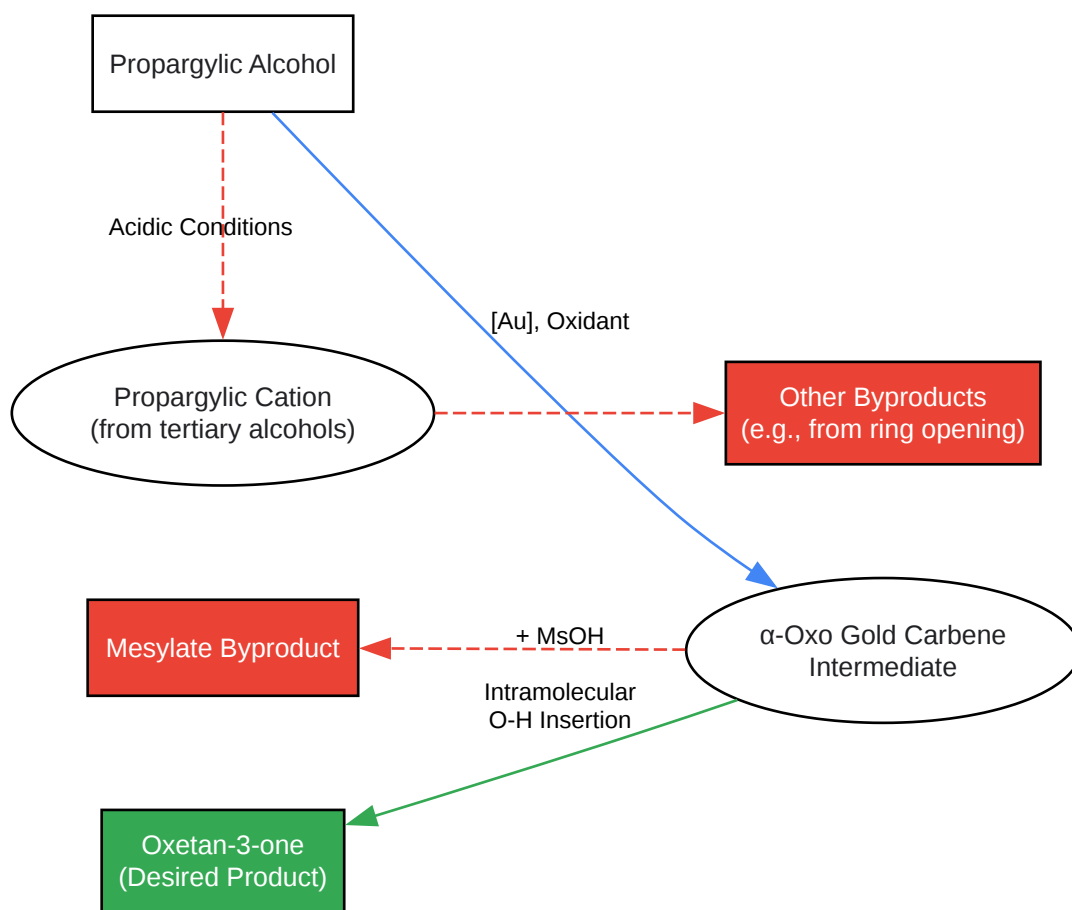 Propargylic Alcohol
Acidic Conditions
[Au], Oxidant
Propargylic Cation
(from tertiary alcohols)
Other Byproducts
(e.g., from ring opening)
Mesylate Byproduct
+ MsOH
α-Oxo Gold Carbene
Intermediate
Intramolecular
O-H Insertion
Oxetan-3-one
(Desired Product)